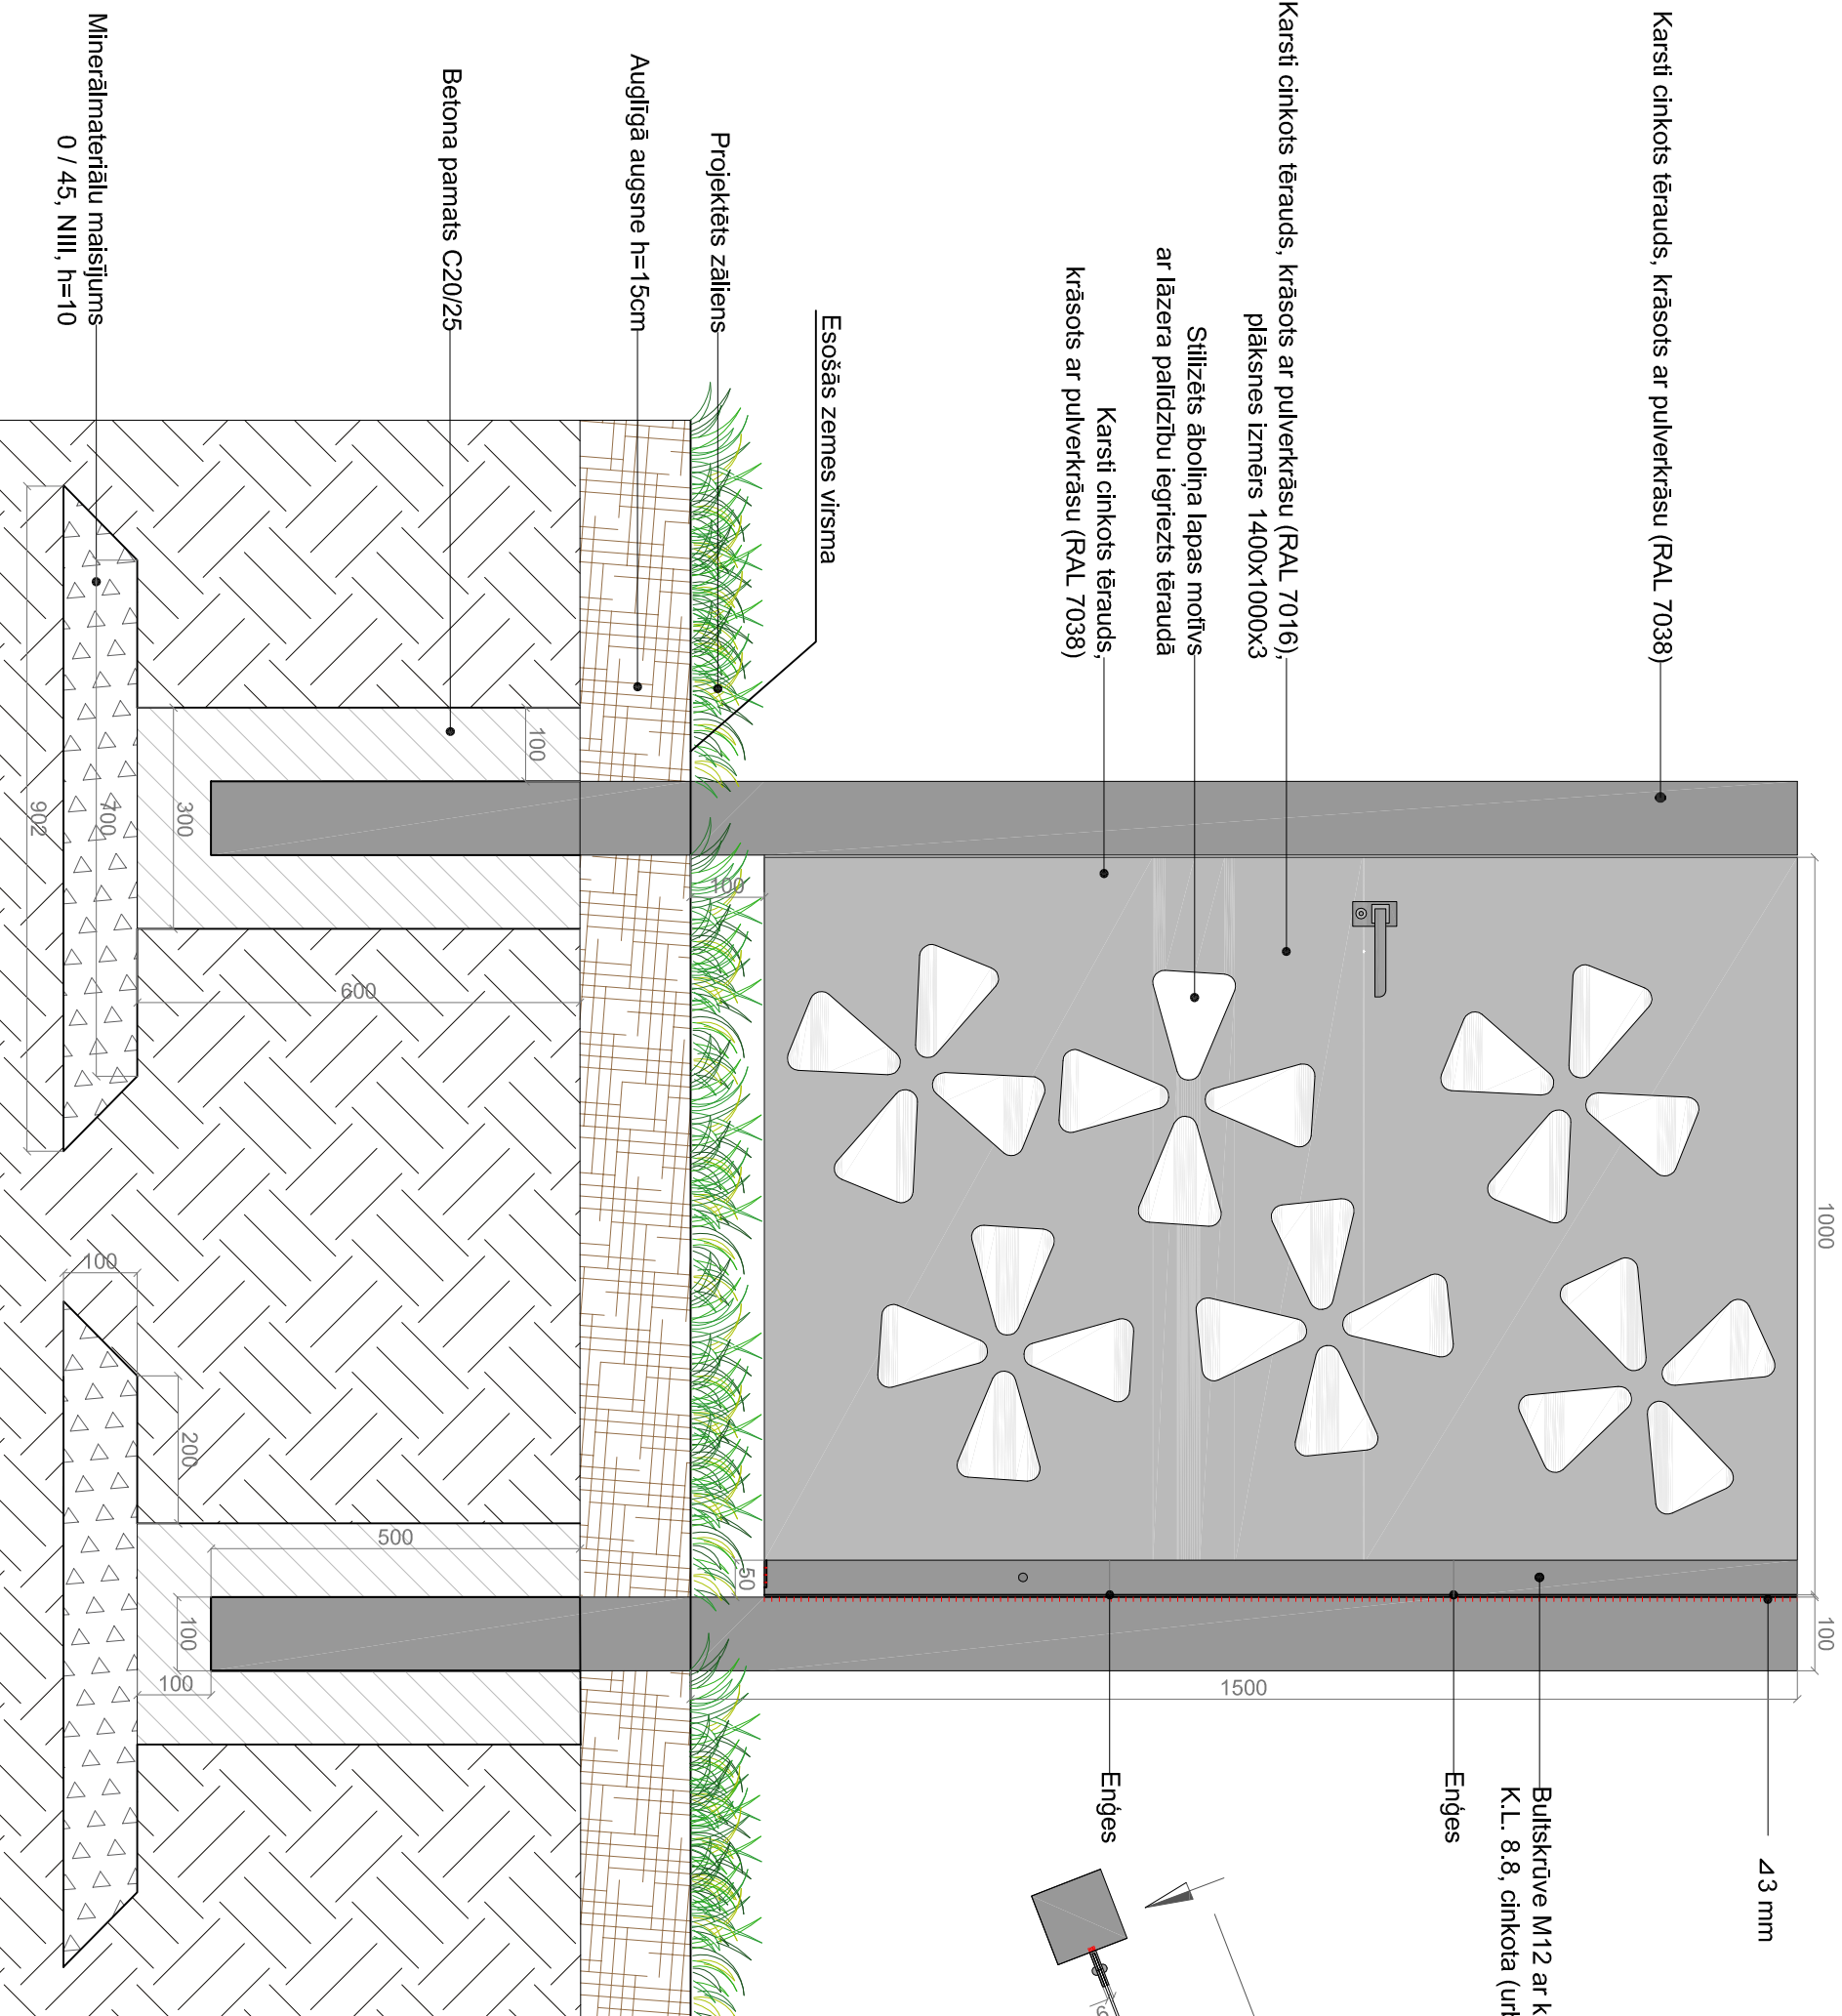 Karsti cinkots tērauds, krāsots ar pulverkrāsu (RAL 7038)
Karsti cinkots tērauds, krāsots ar pulverkrāsu (RAL 7016),
plāksnes izmērs 1400x1000x3
Stilizēts āboliņa lapas motīvs
ar lāzera palīdzību iegriezts tēraudā
Karsti cinkots tērauds,
krāsots ar pulverkrāsu (RAL 7038)
Esošās zemes virsma
Projektēts zāliens
Auglīgā augsne h=15cm
Betona pamats C20/25
Minerālmateriālu maisījums
0 / 45, NIII, h=10
1000
100
1500
⊿3 mm
Bultskrūve M12 ar k
K.L. 8.8, cinkota (url
Eņģes
Eņģes
100
50
100
300
600
700
902
100
200
500
100
100